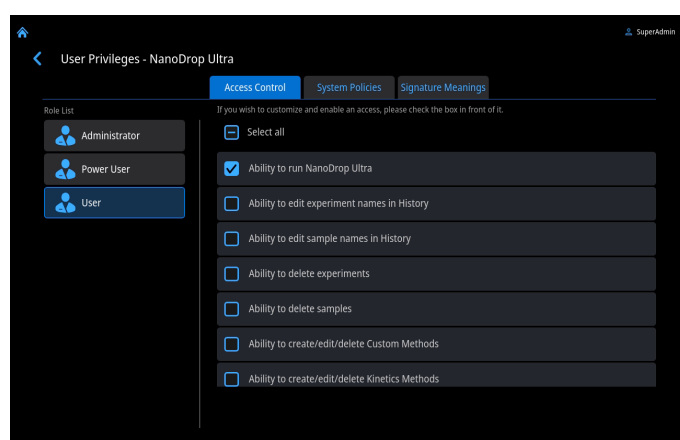 SuperAdmin
User Privileges - NanoDrop Ultra
Access Control System Policies Signature Meanings
Role List
If you wish to customize and enable an access, please check the box in front of it.
Administrator
Power User
User
Select all
Ability to run NanoDrop Ultra
Ability to edit experiment names in History
Ability to edit sample names in History
Ability to delete experiments
Ability to delete samples
Ability to create/edit/delete Custom Methods
Ability to create/edit/delete Kinetics Methods